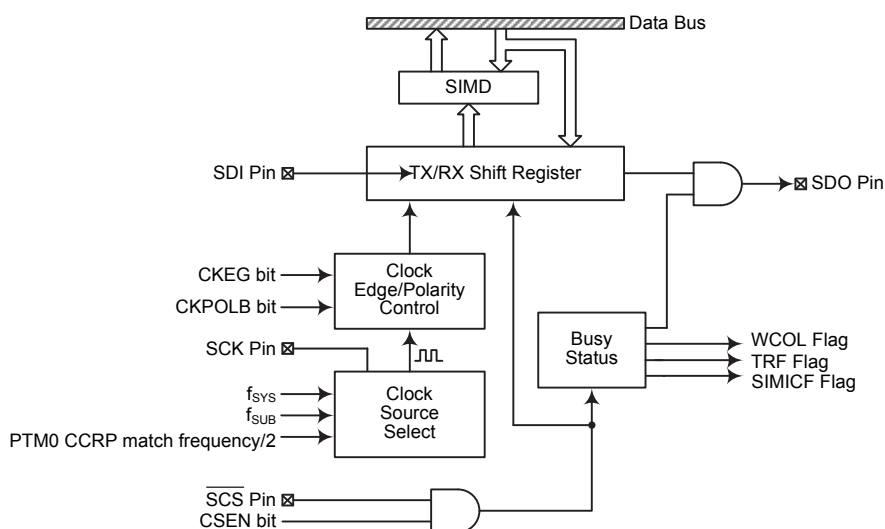 Data Bus
SIMD
SDI Pin
TX/RX Shift Register
SDO Pin
CKEG bit
CKPOLB bit
Clock
Edge/Polarity
Control
Busy
Status
WCOL Flag
TRF Flag
SIMICF Flag
SCK Pin
fSYS
fSUB
PTM0 CCRP match frequency/2
Clock
Source
Select
SCS Pin
CSEN bit